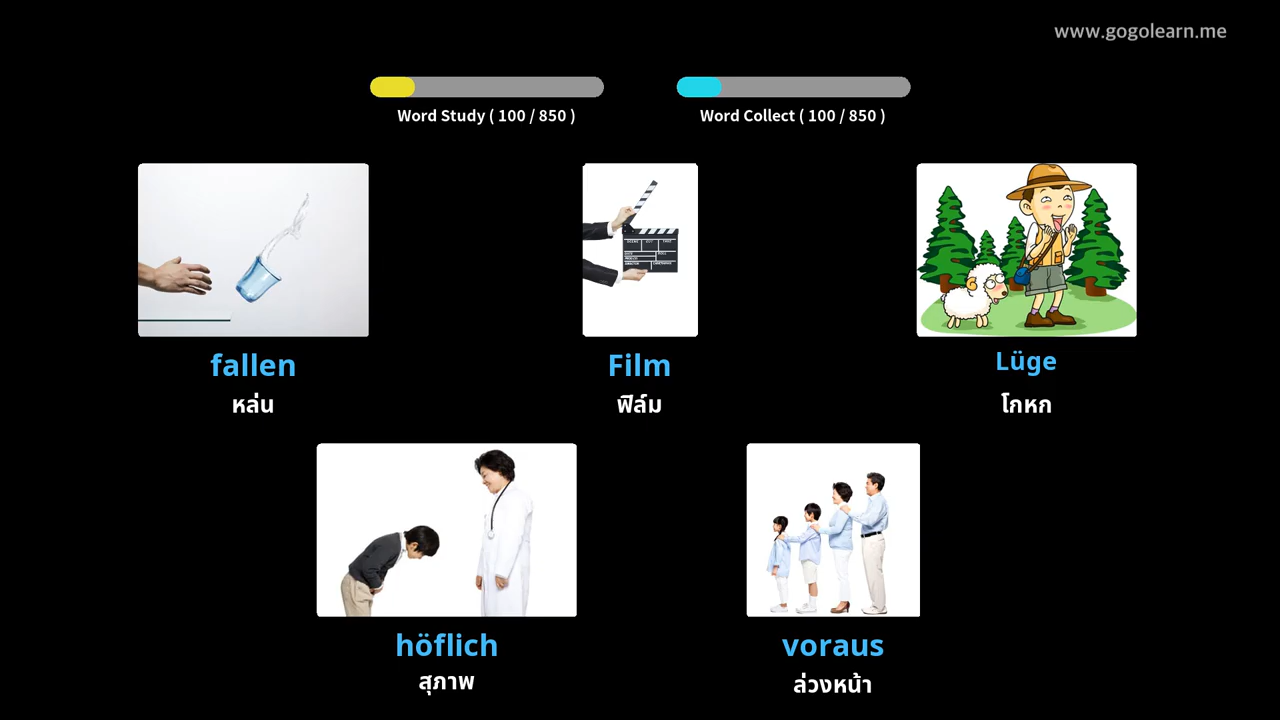 www.gogolearn.me
Word Study ( 100 / 850 )
Word Collect ( 100 / 850 )
fallen
หล่น
Film
ฟิล์ม
Lüge
โกหก
höflich
สุภาพ
voraus
ล่วงหน้า